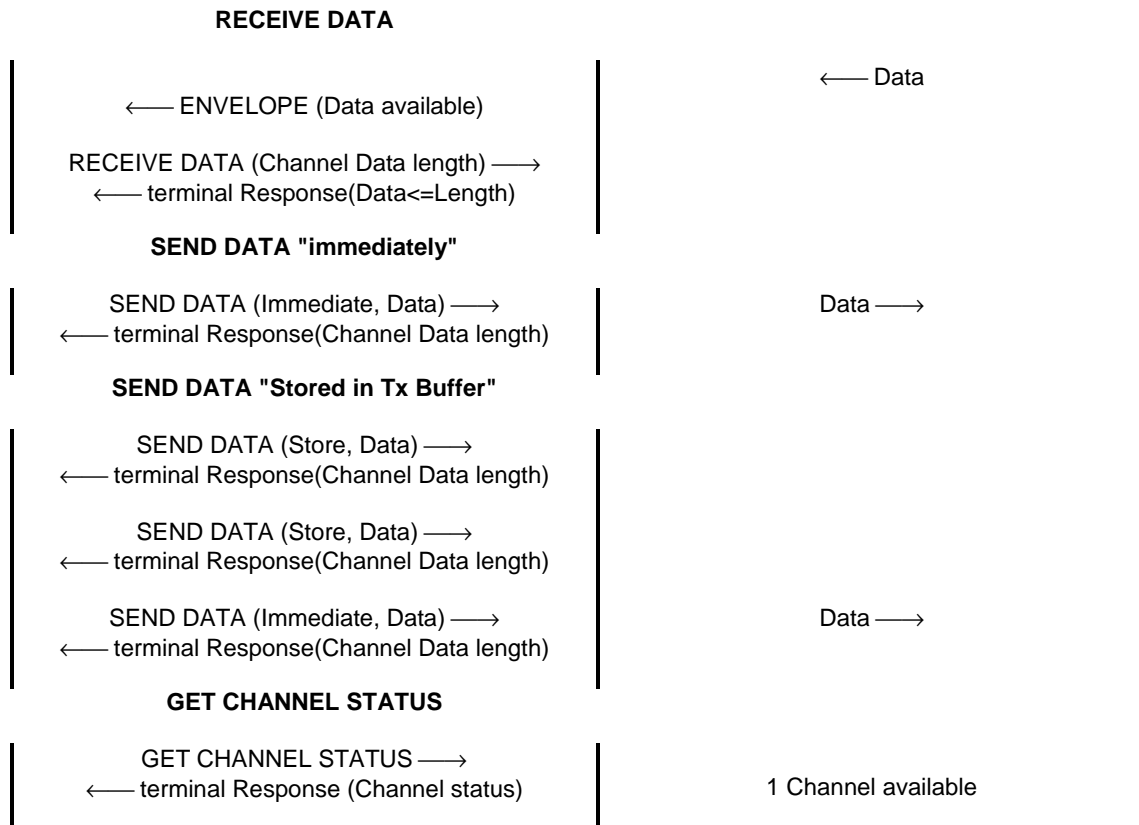 RECEIVE DATA
⟵ Data
⟵ ENVELOPE (Data available)
RECEIVE DATA (Channel Data length) ⟶
⟵ terminal Response(Data<=Length)
SEND DATA "immediately"
SEND DATA (Immediate, Data) ⟶ Data ⟶
⟵ terminal Response(Channel Data length)
SEND DATA "Stored in Tx Buffer"
SEND DATA (Store, Data) ⟶
⟵ terminal Response(Channel Data length)
SEND DATA (Store, Data) ⟶
⟵ terminal Response(Channel Data length)
SEND DATA (Immediate, Data) ⟶ Data ⟶
⟵ terminal Response(Channel Data length)
GET CHANNEL STATUS
GET CHANNEL STATUS ⟶
⟵ terminal Response (Channel status) 1 Channel available